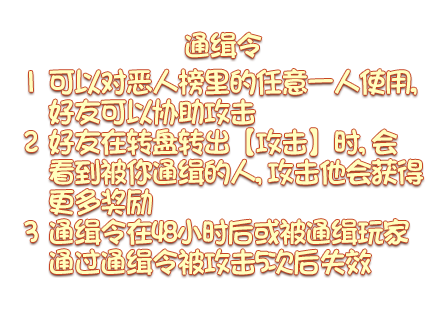 通缉令
1 可以对恶人榜里的任意一人使用,
好友可以协助攻击
2 好友在转盘转出【攻击】时,会
看到被你通缉的人,攻击他会获得
更多奖励
3 通缉令在48小时后或被通缉玩家
通过通缉令被攻击5次后失效